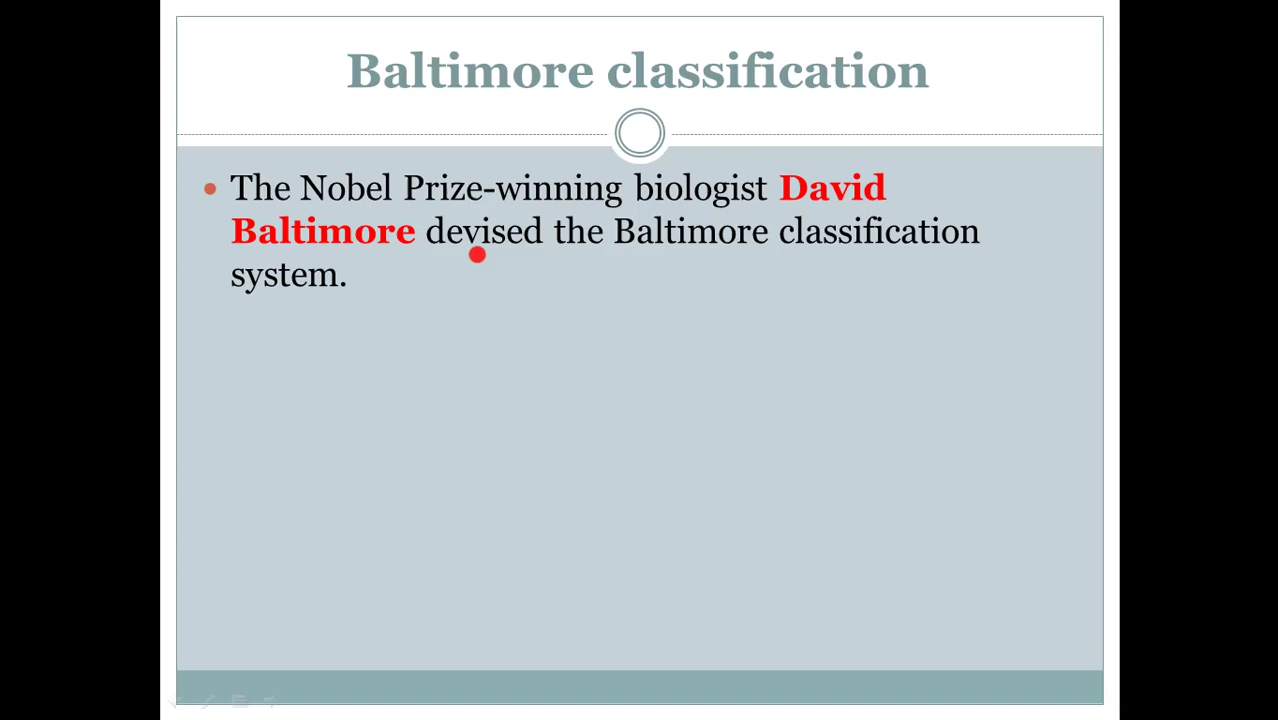 Baltimore classification
• The Nobel Prize-winning biologist David
Baltimore devised the Baltimore classification
system.